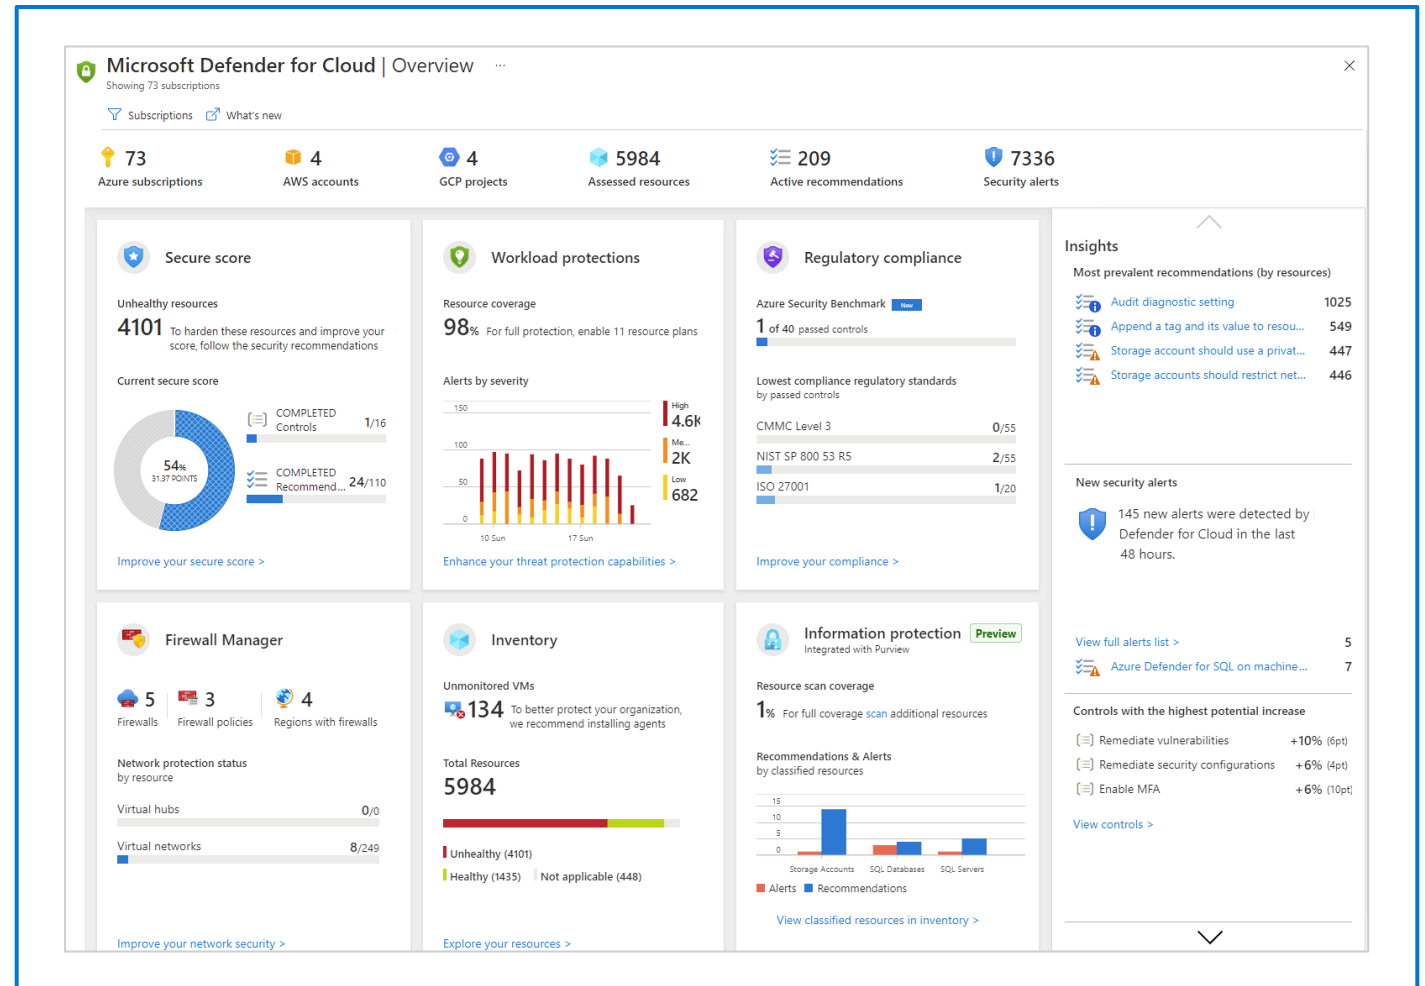 Microsoft Defender for Cloud | Overview ...
Showing 73 subscriptions
Subscriptions What's new
73
Azure subscriptions
4
AWS accounts
4
GCP projects
5984
Assessed resources
209
Active recommendations
7336
Security alerts
Secure score
Unhealthy resources
4101 To harden these resources and improve your
score, follow the security recommendations
Current secure score
54%
31.37 POINTS
COMPLETED
Controls 1/16
COMPLETED
Recommend... 24/110
Improve your secure score >
Workload protections
Resource coverage
98% For full protection, enable 11 resource plans
Alerts by severity
150
100
50
0
10 Sun 17 Sun
High
4.6K
Me...
2K
Low
682
Enhance your threat protection capabilities >
Regulatory compliance
Azure Security Benchmark New
1 of 40 passed controls
Lowest compliance regulatory standards
by passed controls
CMMC Level 3 0/55
NIST SP 800 53 R5 2/55
ISO 27001 1/20
Improve your compliance >
Firewall Manager
5
Firewalls
3
Firewall policies
4
Regions with firewalls
Network protection status
by resource
Virtual hubs 0/0
Virtual networks 8/249
Improve your network security >
Inventory
Unmonitored VMs
134 To better protect your organization,
we recommend installing agents
Total Resources
5984
Unhealthy (4101)
Healthy (1435) Not applicable (448)
Explore your resources >
Information protection Preview
Integrated with Purview
Resource scan coverage
1% For full coverage scan additional resources
Recommendations & Alerts
by classified resources
15
10
5
0
Storage Accounts SQL Databases SQL Servers
Alerts Recommendations
View classified resources in inventory >
Insights
Most prevalent recommendations (by resources)
Audit diagnostic setting 1025
Append a tag and its value to resou... 549
Storage account should use a privat... 447
Storage accounts should restrict net... 446
New security alerts
145 new alerts were detected by
Defender for Cloud in the last
48 hours.
View full alerts list > 5
Azure Defender for SQL on machine... 7
Controls with the highest potential increase
Remediate vulnerabilities +10% (6pt)
Remediate security configurations +6% (4pt)
Enable MFA +6% (10pt)
View controls >